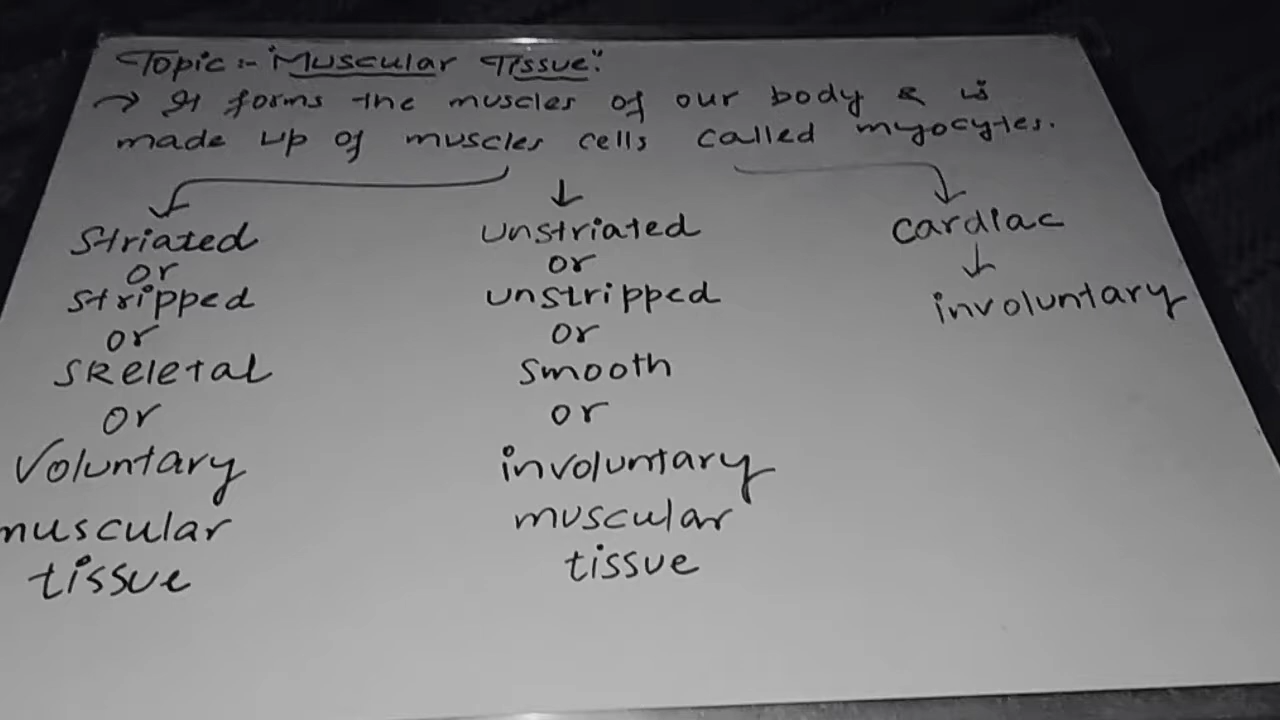 Topic:- Muscular Tissue"
→ It forms the muscles of our body & is
made up of muscles cells called myocytes.
Striated
or
Stripped
or
Skeletal
or
Voluntary
muscular
tissue
Unstriated
or
unstripped
or
Smooth
or
involuntary
muscular
tissue
cardiac
↓
involuntary